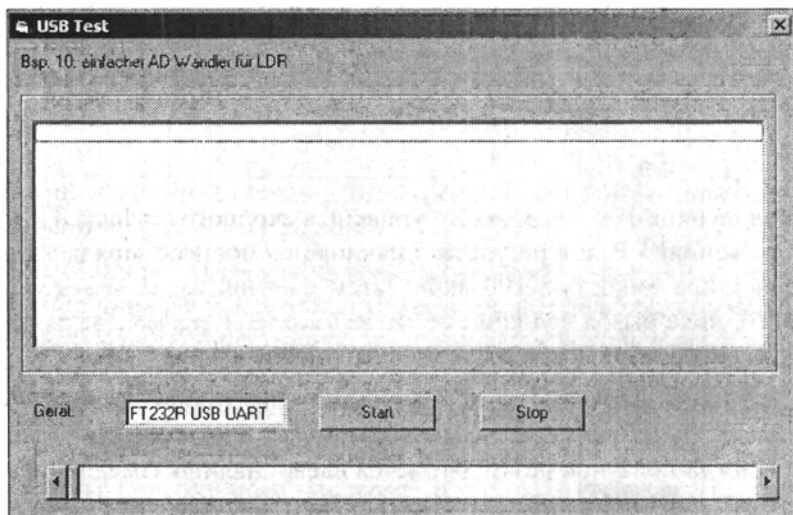 USB Test
Bsp. 10: einfacher AD Wandler für LDR
Gerät: FT232R USB UART Start Stop